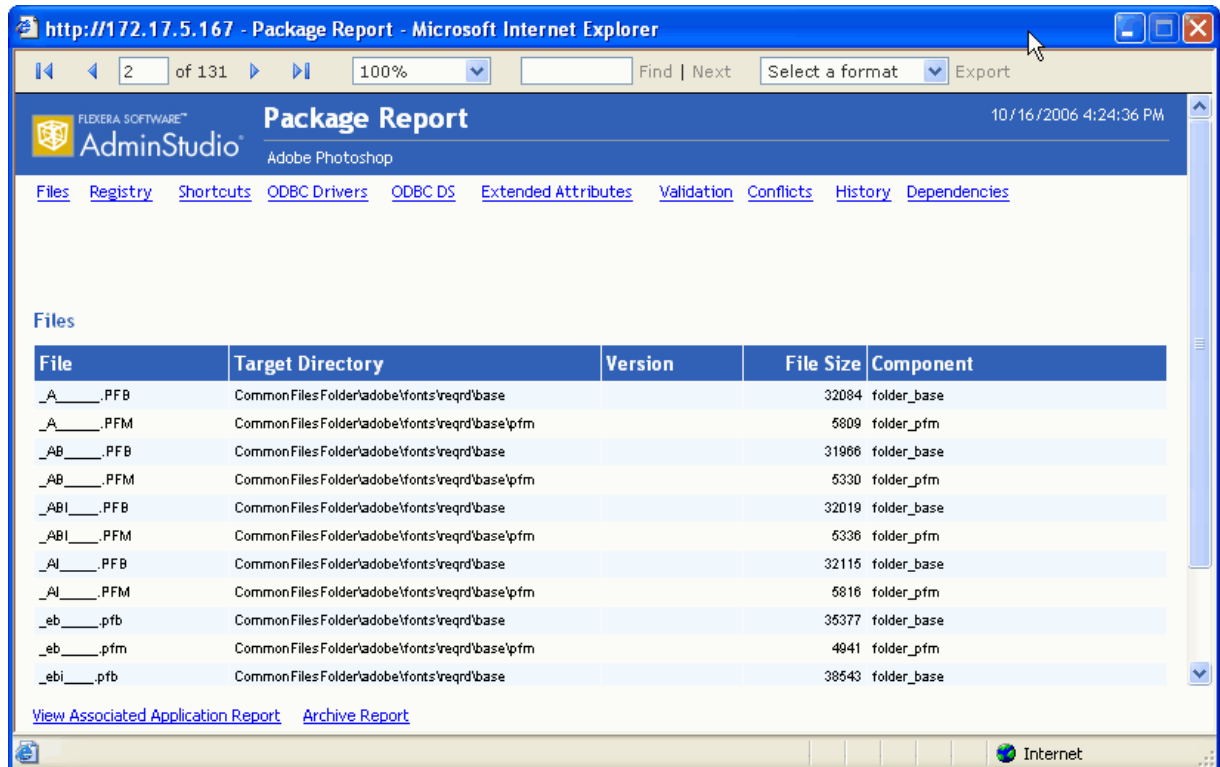 http://172.17.5.167 - Package Report - Microsoft Internet Explorer
2 of 131 100% Find | Next Select a format Export
FLEXERA SOFTWARE™
AdminStudio®
Package Report
10/16/2006 4:24:36 PM
Adobe Photoshop
Files Registry Shortcuts ODBC Drivers ODBC DS Extended Attributes Validation Conflicts History Dependencies
Files
File Target Directory Version File Size Component
_A______.PFB CommonFilesFolder\adobe\fonts\reqrd\base 32084 folder_base
_A______.PFM CommonFilesFolder\adobe\fonts\reqrd\base\pfm 5809 folder_pfm
_AB_____.PFB CommonFilesFolder\adobe\fonts\reqrd\base 31966 folder_base
_AB_____.PFM CommonFilesFolder\adobe\fonts\reqrd\base\pfm 5330 folder_pfm
_ABI____.PFB CommonFilesFolder\adobe\fonts\reqrd\base 32019 folder_base
_ABI____.PFM CommonFilesFolder\adobe\fonts\reqrd\base\pfm 5336 folder_pfm
_AI_____.PFB CommonFilesFolder\adobe\fonts\reqrd\base 32115 folder_base
_AI_____.PFM CommonFilesFolder\adobe\fonts\reqrd\base\pfm 5816 folder_pfm
_eb_____.pfb CommonFilesFolder\adobe\fonts\reqrd\base 35377 folder_base
_eb_____.pfm CommonFilesFolder\adobe\fonts\reqrd\base\pfm 4941 folder_pfm
_ebi____.pfb CommonFilesFolder\adobe\fonts\reqrd\base 38543 folder_base
View Associated Application Report Archive Report
Internet